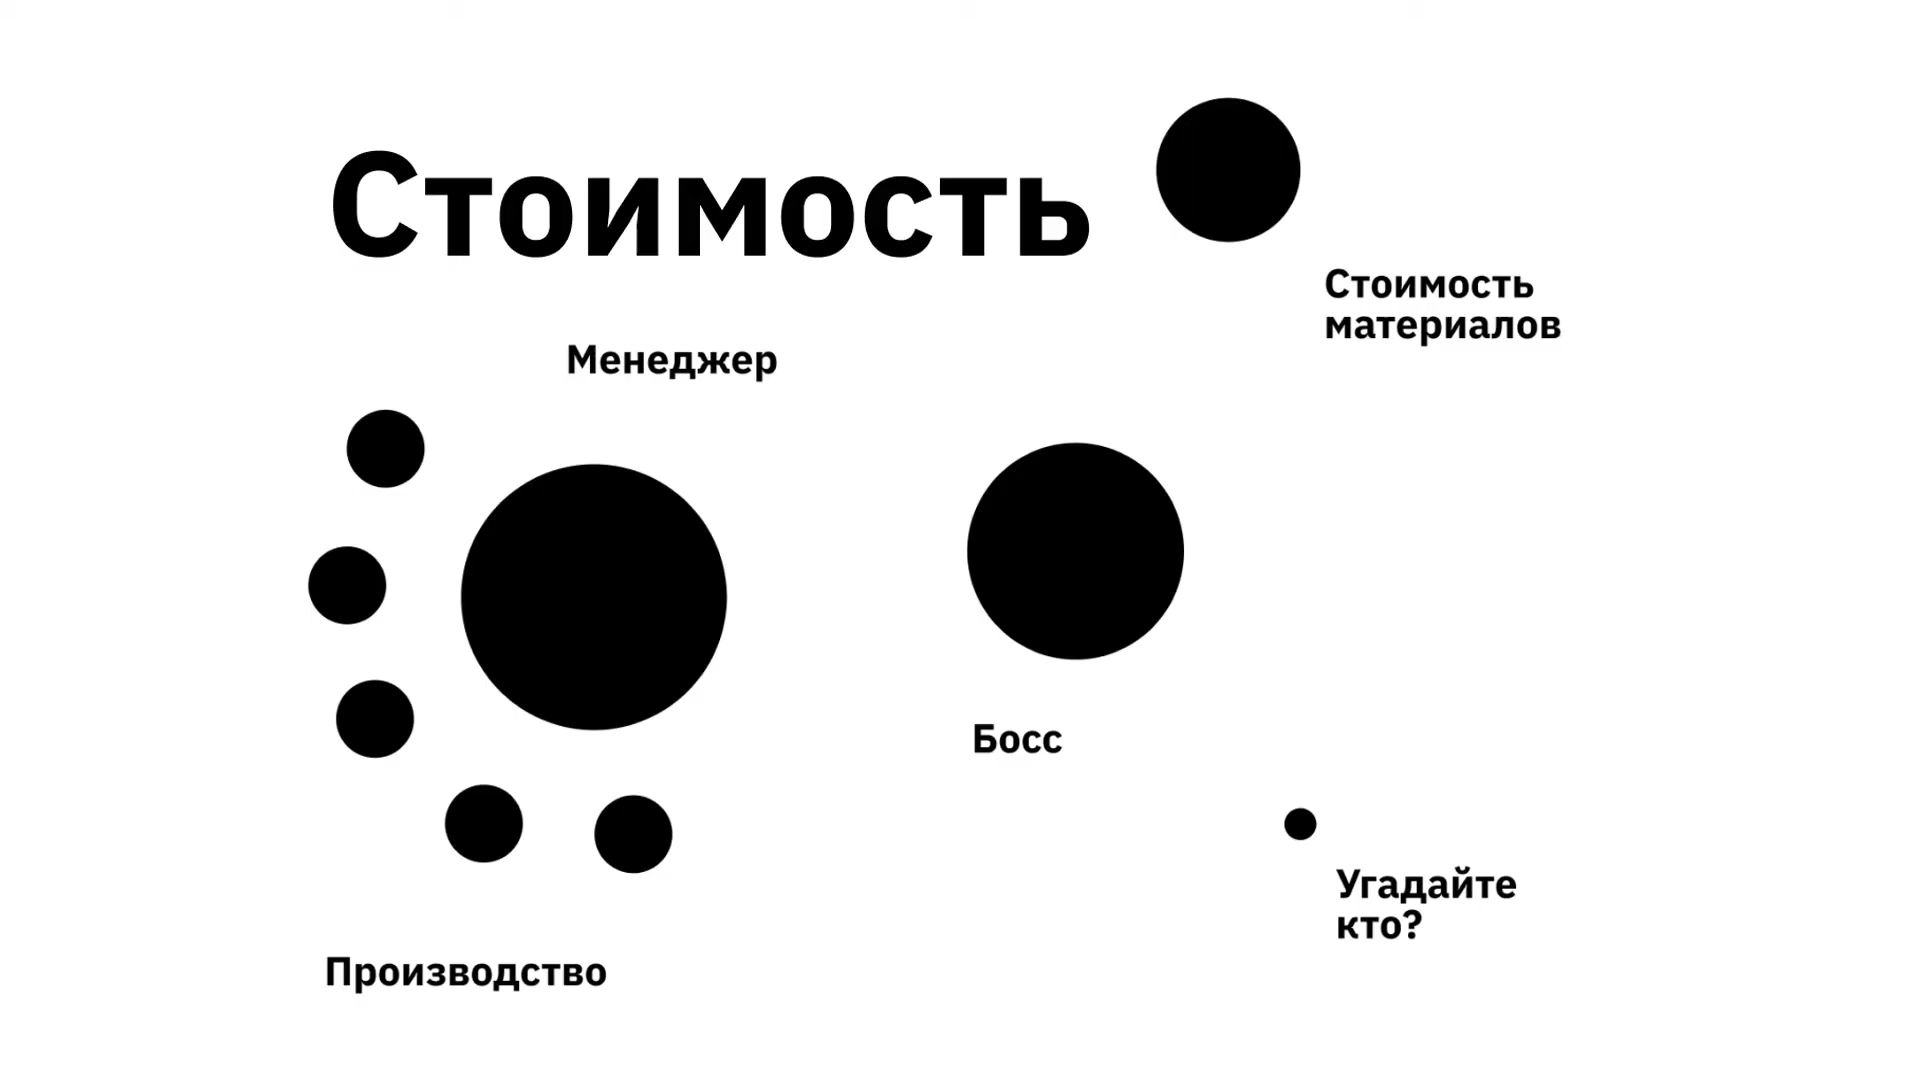 Стоимость
Стоимость
материалов
Менеджер
Босс
Угадайте
кто?
Производство